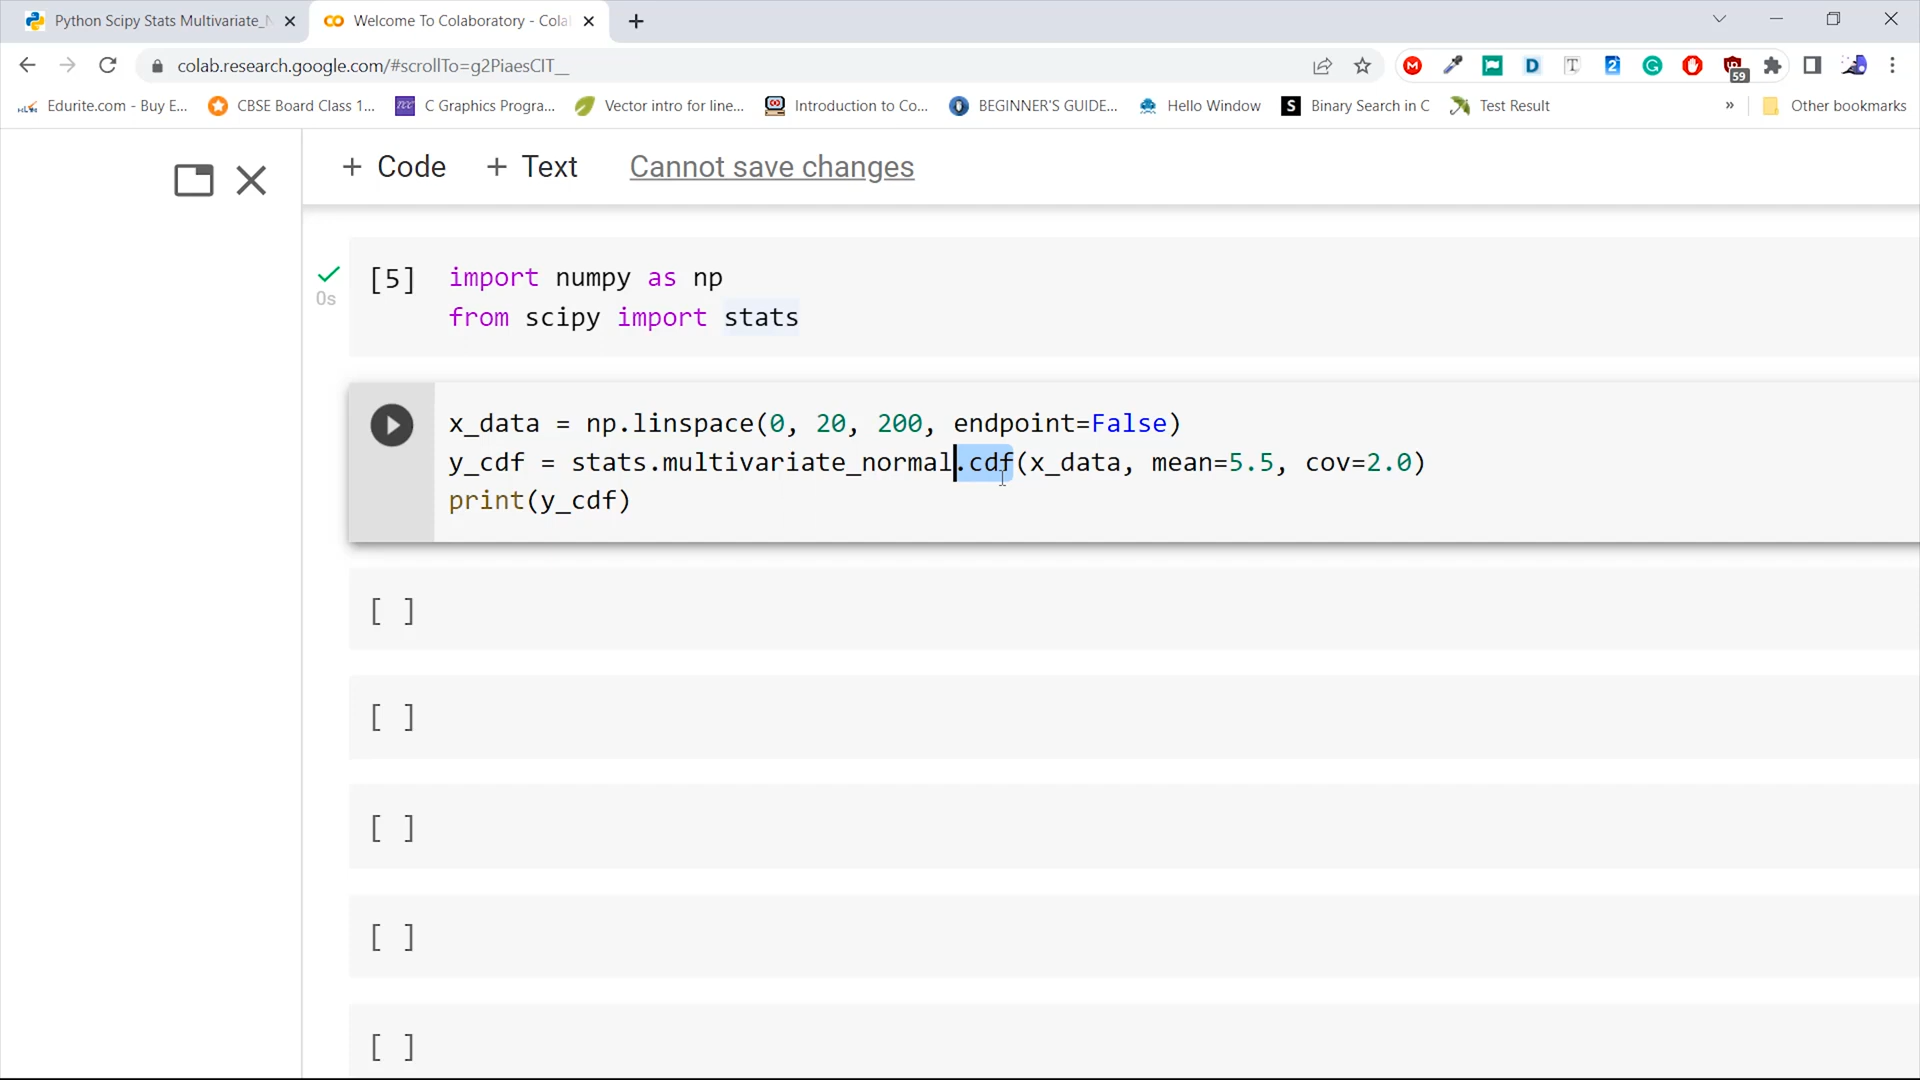 Python Scipy Stats Multivariate_N
Welcome To Colaboratory - Cola
colab.research.google.com/#scrollTo=g2PiaesClT__
59
Edurite.com - Buy E...
CBSE Board Class 1...
C Graphics Progra...
Vector intro for line...
Introduction to Co...
BEGINNER'S GUIDE...
Hello Window
Binary Search in C
Test Result
»
Other bookmarks
+ Code
+ Text
Cannot save changes
[5]
0s
import numpy as np
from scipy import stats
x_data = np.linspace(0, 20, 200, endpoint=False)
y_cdf = stats.multivariate_normal.cdf(x_data, mean=5.5, cov=2.0)
print(y_cdf)
[ ]
[ ]
[ ]
[ ]
[ ]